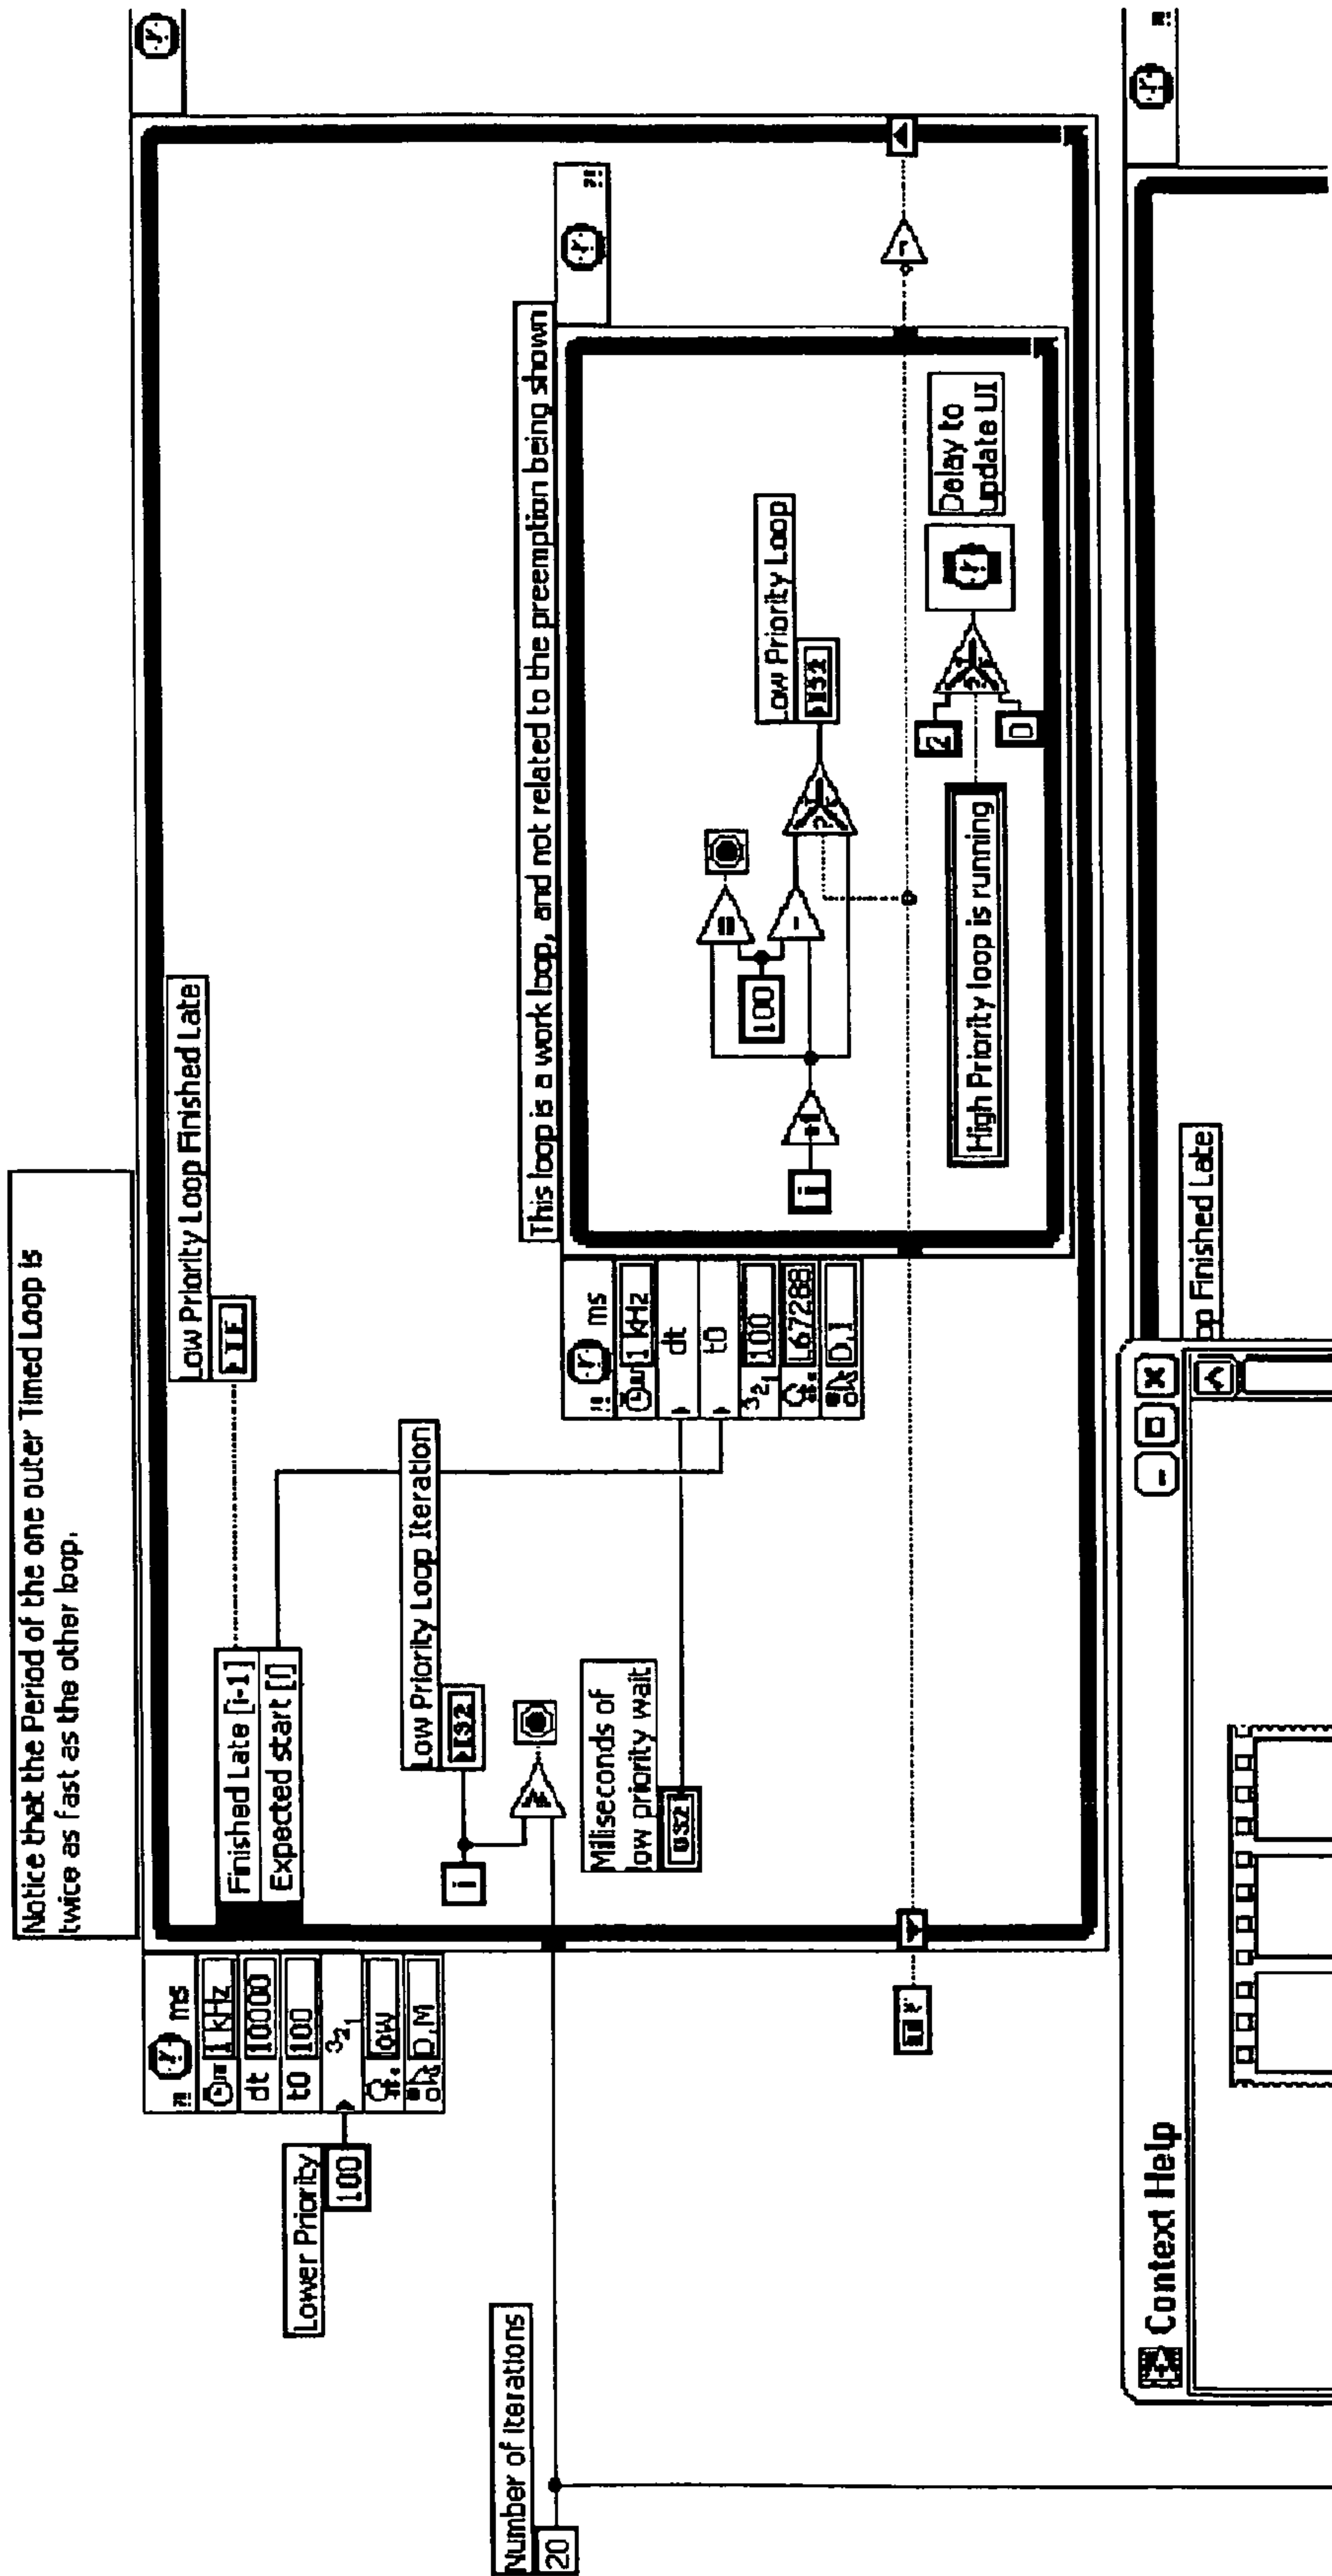 Notice that the Period of the one outer Timed Loop is
twice as fast as the other loop.
ms
1 kHz
dt 10000
t0 100
low
D,M
Lower Priority
100
Number of iterations
20
Finished Late [i-1]
Expected start [i]
Low Priority Loop Finished Late
TF
Low Priority Loop Iteration
i
I32
Milliseconds of
low priority wait
This loop is a work loop, and not related to the preemption being shown
ms
1 kHz
dt
t0
100
L67288
D,I
i
+1
100
=
-
Low Priority Loop
I32
High Priority loop is running
2
0
Delay to
update UI
Context Help
op Finished Late